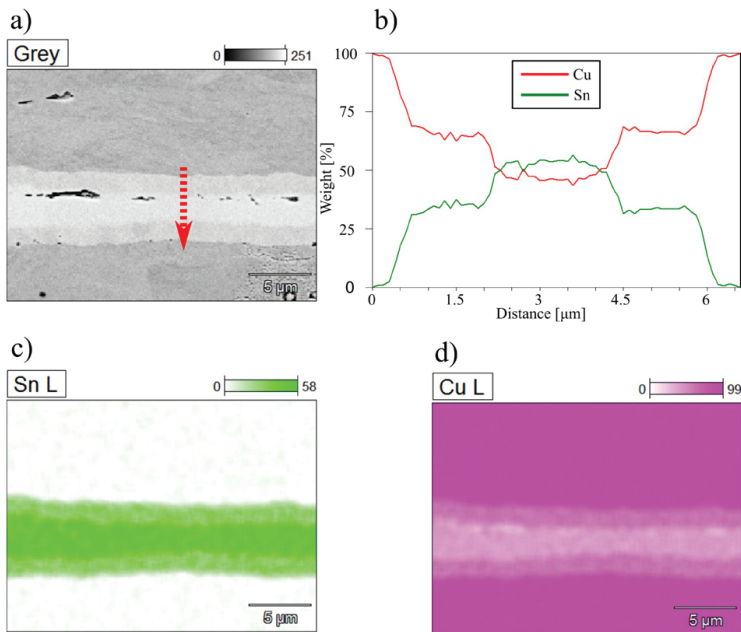 a)
Grey
0 251
5 µm
b)
100
75
50
25
0
Weight [%]
Cu
Sn
0 1.5 3 4.5 6
Distance [µm]
c)
Sn L
0 58
5 µm
d)
Cu L
0 99
5 µm